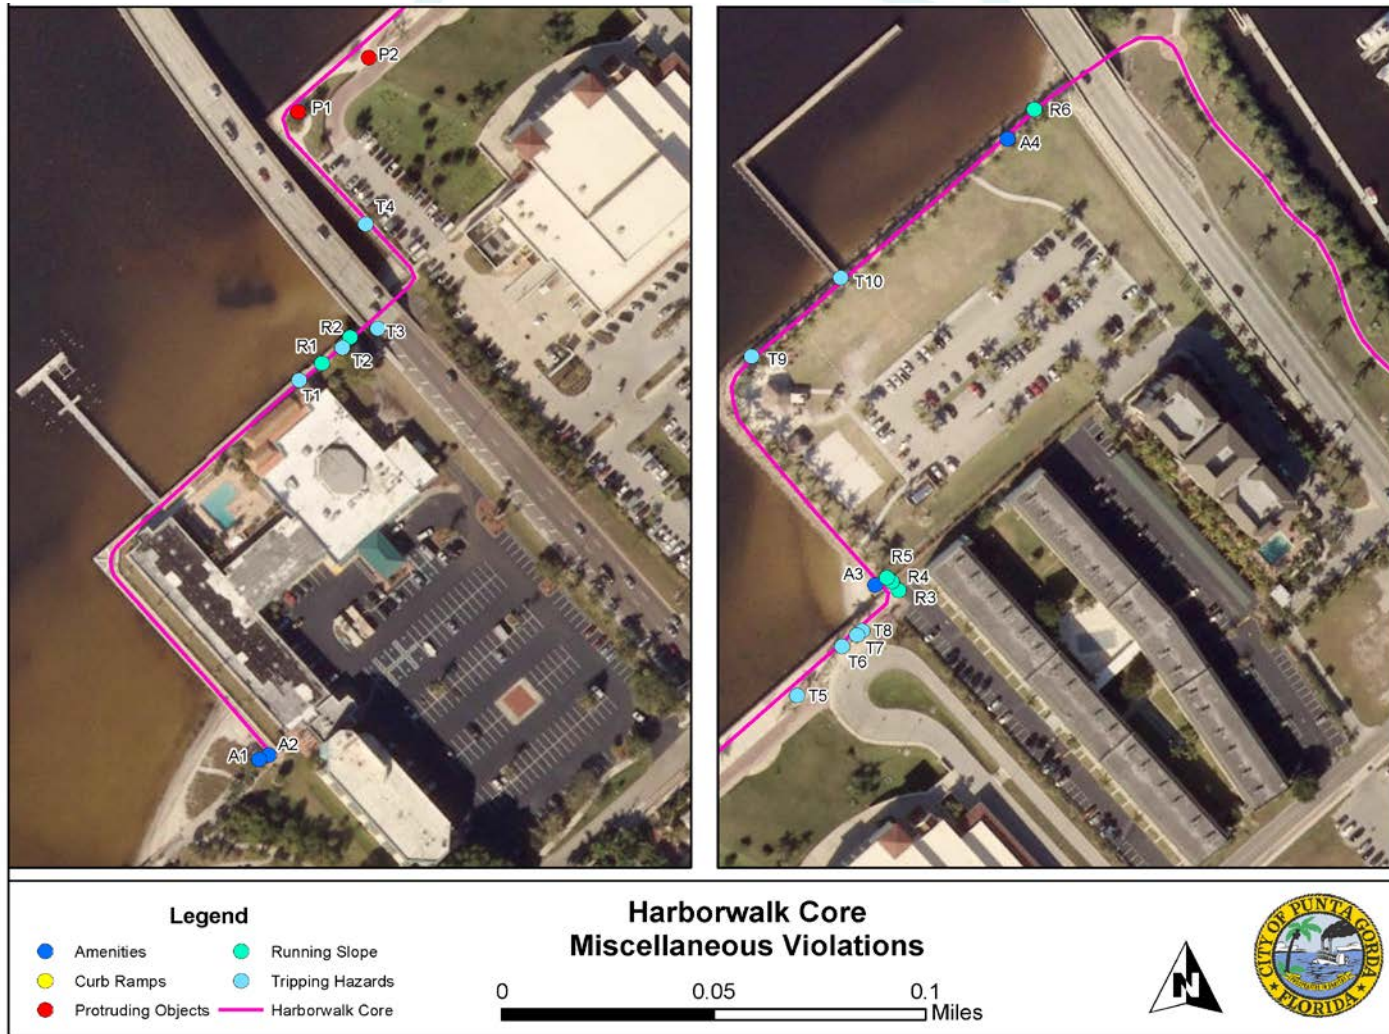 P2
P1
T4
R2
T3
R1
T2
T1
A1
A2
R6
A4
T10
T9
R5
A3
R4
R3
T8
T7
T6
T5
Legend
Amenities
Running Slope
Curb Ramps
Tripping Hazards
Protruding Objects
Harborwalk Core
Harborwalk Core
Miscellaneous Violations
0
0.05
0.1
Miles
N
CITY OF PUNTA GORDA
FLORIDA